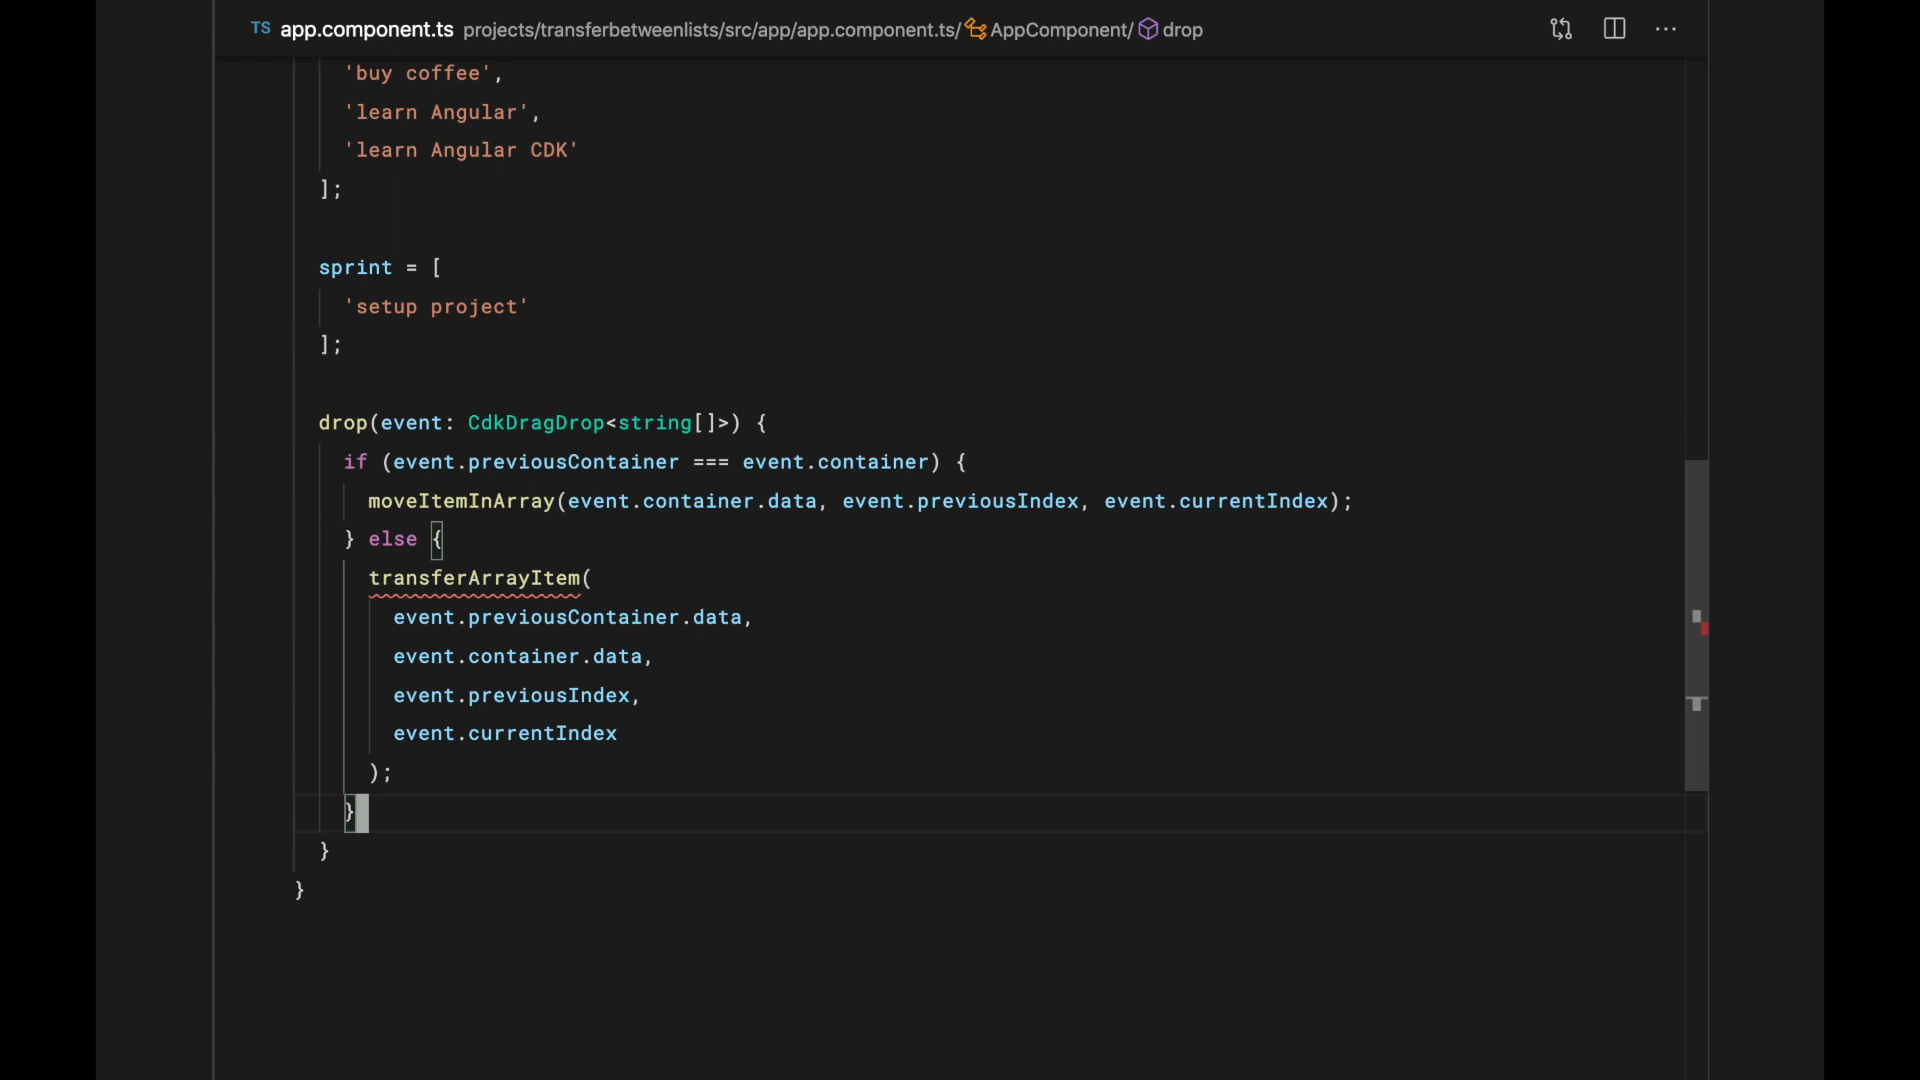 TS app.component.ts projects/transferbetweenlists/src/app/app.component.ts/ AppComponent/ drop
'buy coffee',
'learn Angular',
'learn Angular CDK'
];
sprint = [
'setup project'
];
drop(event: CdkDragDrop<string[]>) {
if (event.previousContainer === event.container) {
moveItemInArray(event.container.data, event.previousIndex, event.currentIndex);
} else {
transferArrayItem(
event.previousContainer.data,
event.container.data,
event.previousIndex,
event.currentIndex
);
}
}
}